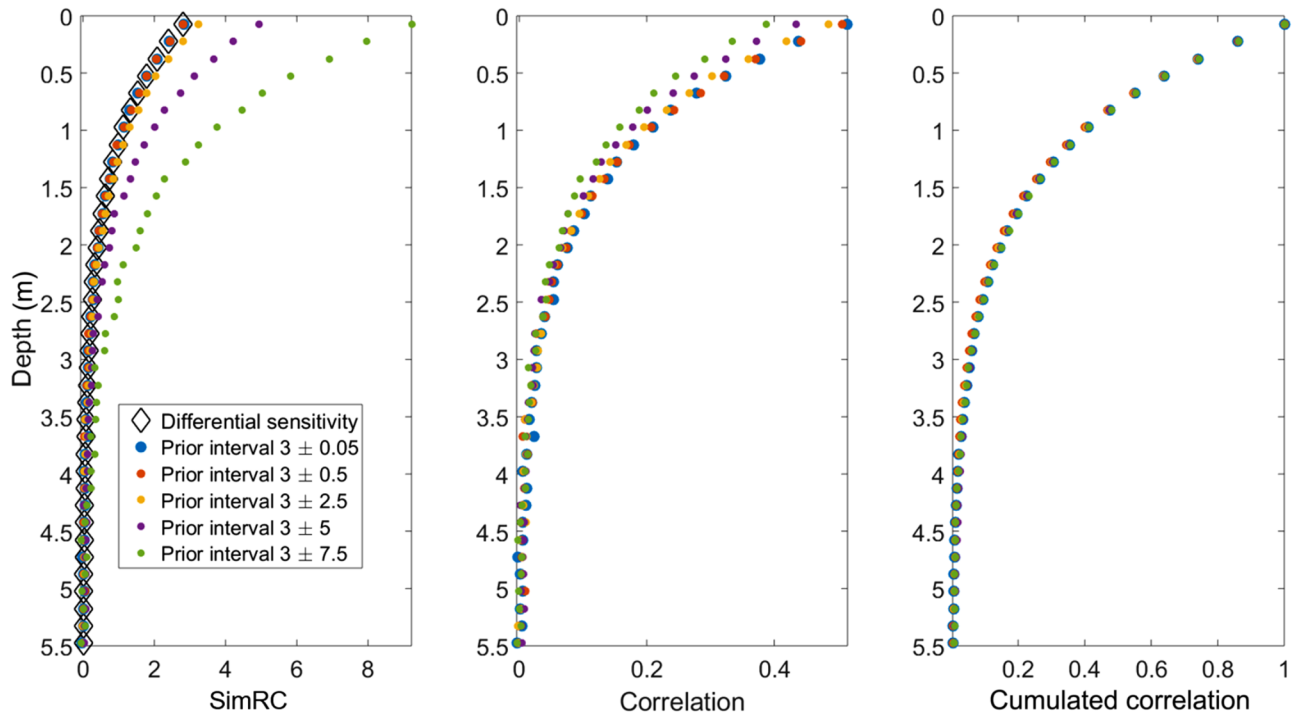 0
0.5
1
1.5
2
2.5
3
3.5
4
4.5
5
5.5
Depth (m)
0 2 4 6 8
SimRC
Differential sensitivity
Prior interval 3 ± 0.05
Prior interval 3 ± 0.5
Prior interval 3 ± 2.5
Prior interval 3 ± 5
Prior interval 3 ± 7.5
0
0.5
1
1.5
2
2.5
3
3.5
4
4.5
5
5.5
0 0.2 0.4
Correlation
0
0.5
1
1.5
2
2.5
3
3.5
4
4.5
5
5.5
0.2 0.4 0.6 0.8 1
Cumulated correlation